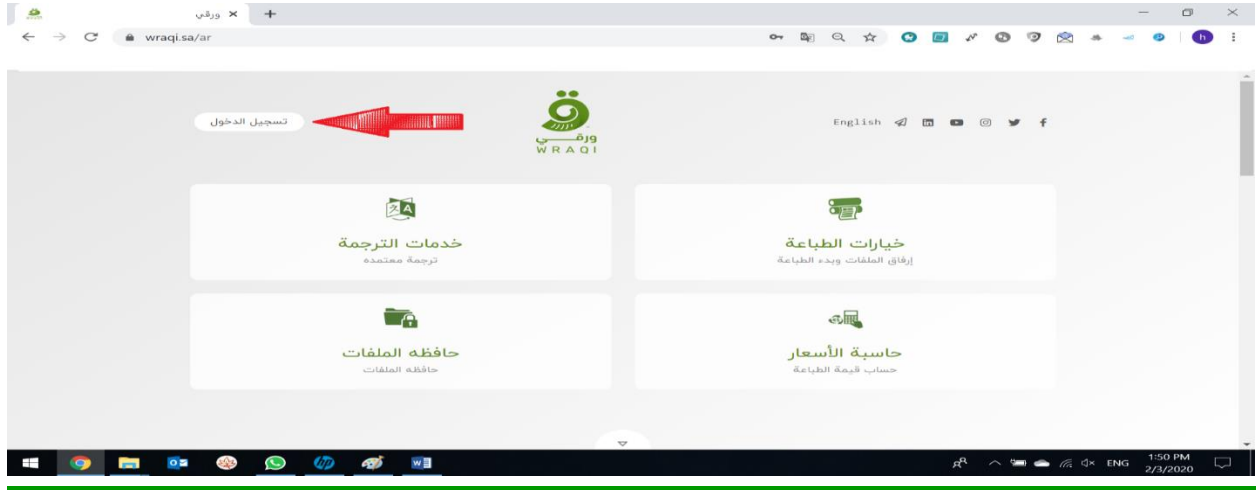 ورقي
wraqi.sa/ar
h
تسجيل الدخول
ورقي
WRAQI
English
خيارات الطباعة
إرفاق الملفات وبدء الطباعة
خدمات الترجمة
ترجمة معتمده
حاسبة الأسعار
حساب قيمة الطباعة
حافظه الملفات
حافظه الملفات
ENG
1:50 PM
2/3/2020